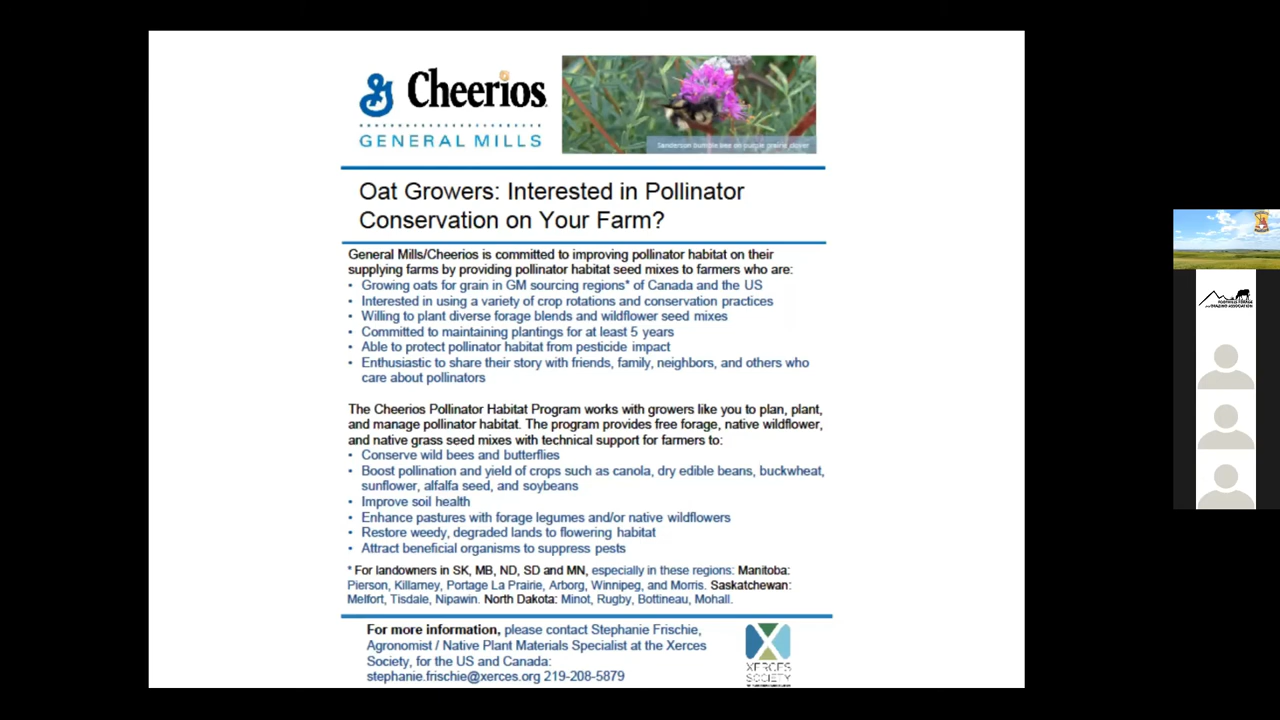 Cheerios
GENERAL MILLS
Sanderson bumble bee on purple prairie clover
Oat Growers: Interested in Pollinator
Conservation on Your Farm?
General Mills/Cheerios is committed to improving pollinator habitat on their
supplying farms by providing pollinator habitat seed mixes to farmers who are:
• Growing oats for grain in GM sourcing regions* of Canada and the US
• Interested in using a variety of crop rotations and conservation practices
• Willing to plant diverse forage blends and wildflower seed mixes
• Committed to maintaining plantings for at least 5 years
• Able to protect pollinator habitat from pesticide impact
• Enthusiastic to share their story with friends, family, neighbors, and others who
care about pollinators
The Cheerios Pollinator Habitat Program works with growers like you to plan, plant,
and manage pollinator habitat. The program provides free forage, native wildflower,
and native grass seed mixes with technical support for farmers to:
• Conserve wild bees and butterflies
• Boost pollination and yield of crops such as canola, dry edible beans, buckwheat,
sunflower, alfalfa seed, and soybeans
• Improve soil health
• Enhance pastures with forage legumes and/or native wildflowers
• Restore weedy, degraded lands to flowering habitat
• Attract beneficial organisms to suppress pests
* For landowners in SK, MB, ND, SD and MN, especially in these regions: Manitoba:
Pierson, Killarney, Portage La Prairie, Arborg, Winnipeg, and Morris. Saskatchewan:
Melfort, Tisdale, Nipawin. North Dakota: Minot, Rugby, Bottineau, Mohall.
For more information, please contact Stephanie Frischie,
Agronomist / Native Plant Materials Specialist at the Xerces
Society, for the US and Canada:
stephanie.frischie@xerces.org 219-208-5879
XERCES
SOCIETY
FOOTHILLS FORAGE
GRAZING ASSOCIATION